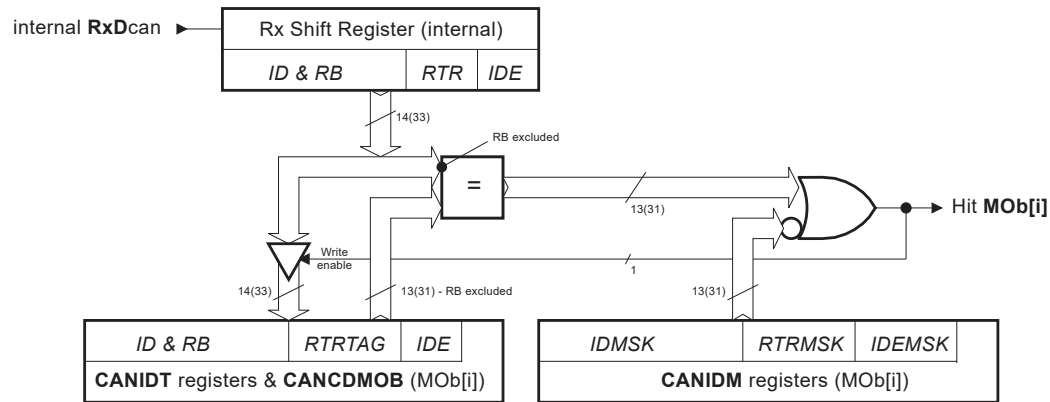 internal RxDcan
Rx Shift Register (internal)
ID & RB RTR IDE
14(33)
RB excluded
=
13(31)
Hit MOb[i]
Write
enable
1
14(33)
13(31) - RB excluded
13(31)
ID & RB RTRTAG IDE
CANIDT registers & CANCDMOB (MOb[i])
IDMSK RTRMSK IDEMSK
CANIDM registers (MOb[i])